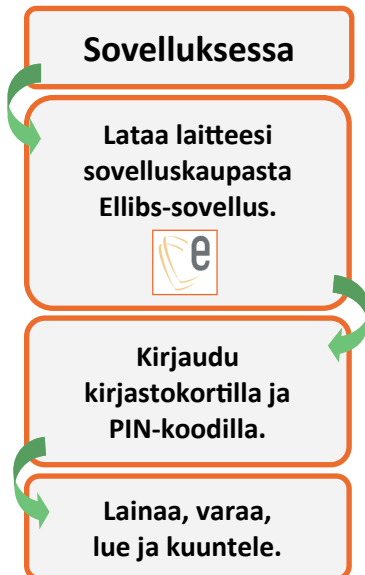 Sovelluksessa
Lataa laitteesi
sovelluskaupasta
Ellibs-sovellus.
e
Kirjaudu
kirjastokortilla ja
PIN-koodilla.
Lainaa, varaa,
lue ja kuuntele.